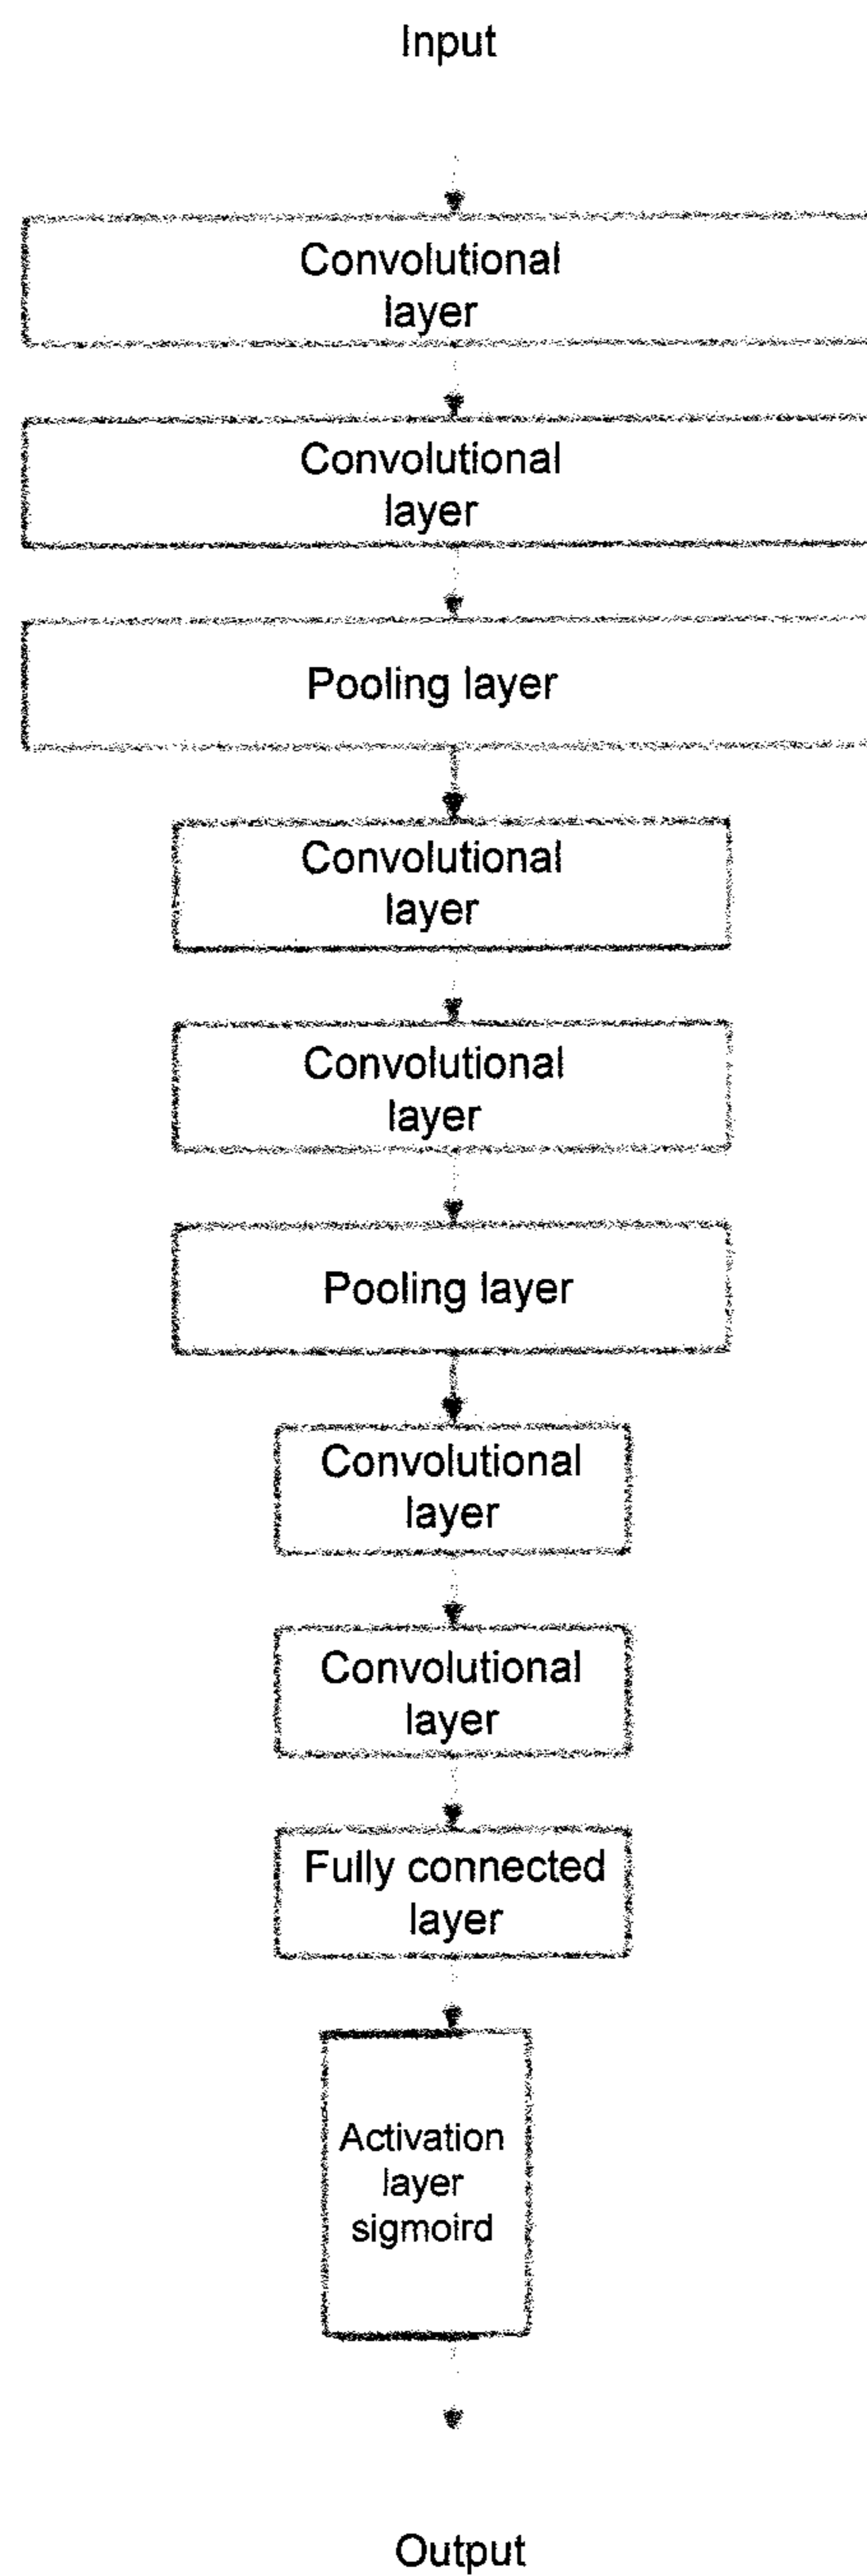 Input
Convolutional
layer
Convolutional
layer
Pooling layer
Convolutional
layer
Convolutional
layer
Pooling layer
Convolutional
layer
Convolutional
layer
Fully connected
layer
Activation
layer
sigmoird
Output